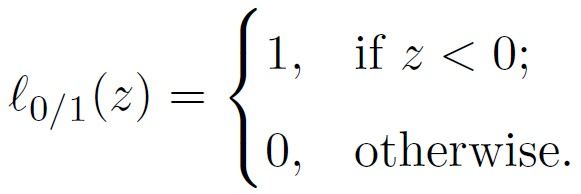 ℓ0/1(z) = { 1, if z < 0;
0, otherwise.